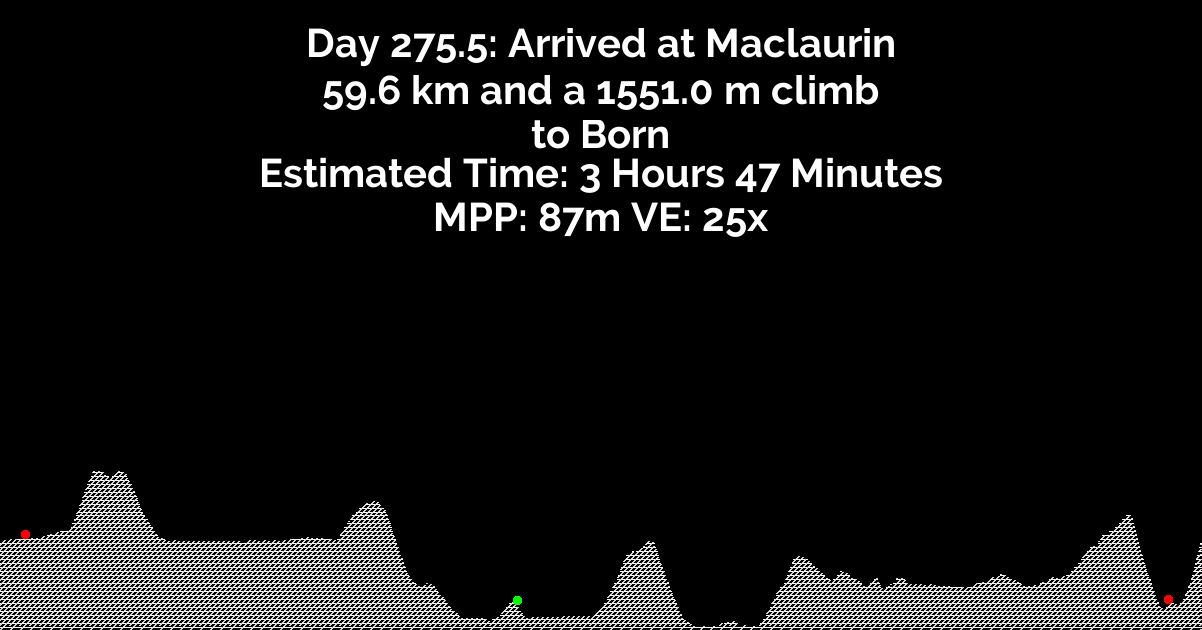 Day 275.5: Arrived at Maclaurin
59.6 km and a 1551.0 m climb
to Born
Estimated Time: 3 Hours 47 Minutes
MPP: 87m VE: 25x